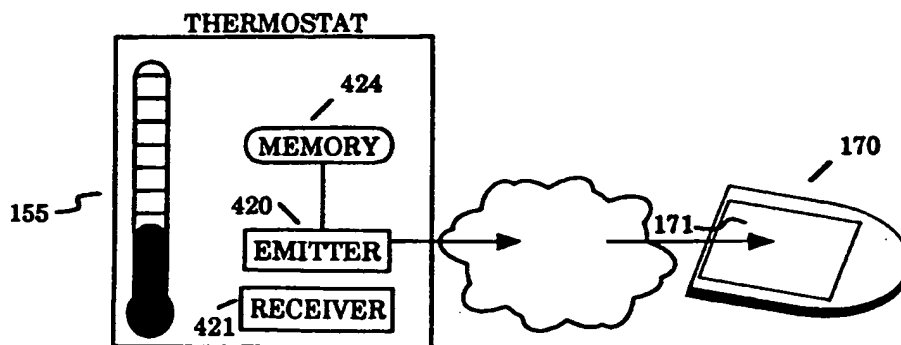 THERMOSTAT
424
MEMORY
170
155
420
171
EMITTER
RECEIVER
421